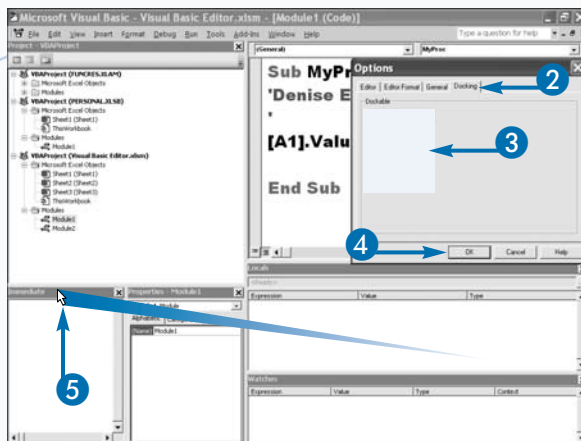 Microsoft Visual Basic - Visual Basic Editor.xlsm - [Module1 (Code)]
File Edit View Insert Format Debug Run Tools Add-Ins Window Help
Type a question for help
Project - VBAProject
VBAProject (FUNCRES.XLAM)
Microsoft Excel Objects
Modules
VBAProject (PERSONAL.XLSB)
Microsoft Excel Objects
Sheet1 (Sheet1)
ThisWorkbook
Modules
Module1
VBAProject (Visual Basic Editor.xlsm)
Microsoft Excel Objects
Sheet1 (Sheet1)
Sheet2 (Sheet2)
Sheet3 (Sheet3)
ThisWorkbook
Modules
Module1
Module2
(General)
MyProc
Sub MyPr
'Denise E
'
[A1].Valu
End Sub
Options
Editor
Editor Format
General
Docking
2
Dockable
3
4
OK
Cancel
Help
Immediate
5
Properties - Module1
Module
Alphabetic
(Name) Module1
Locals
<Ready>
Expression
Value
Type
Watches
Expression
Value
Type
Context